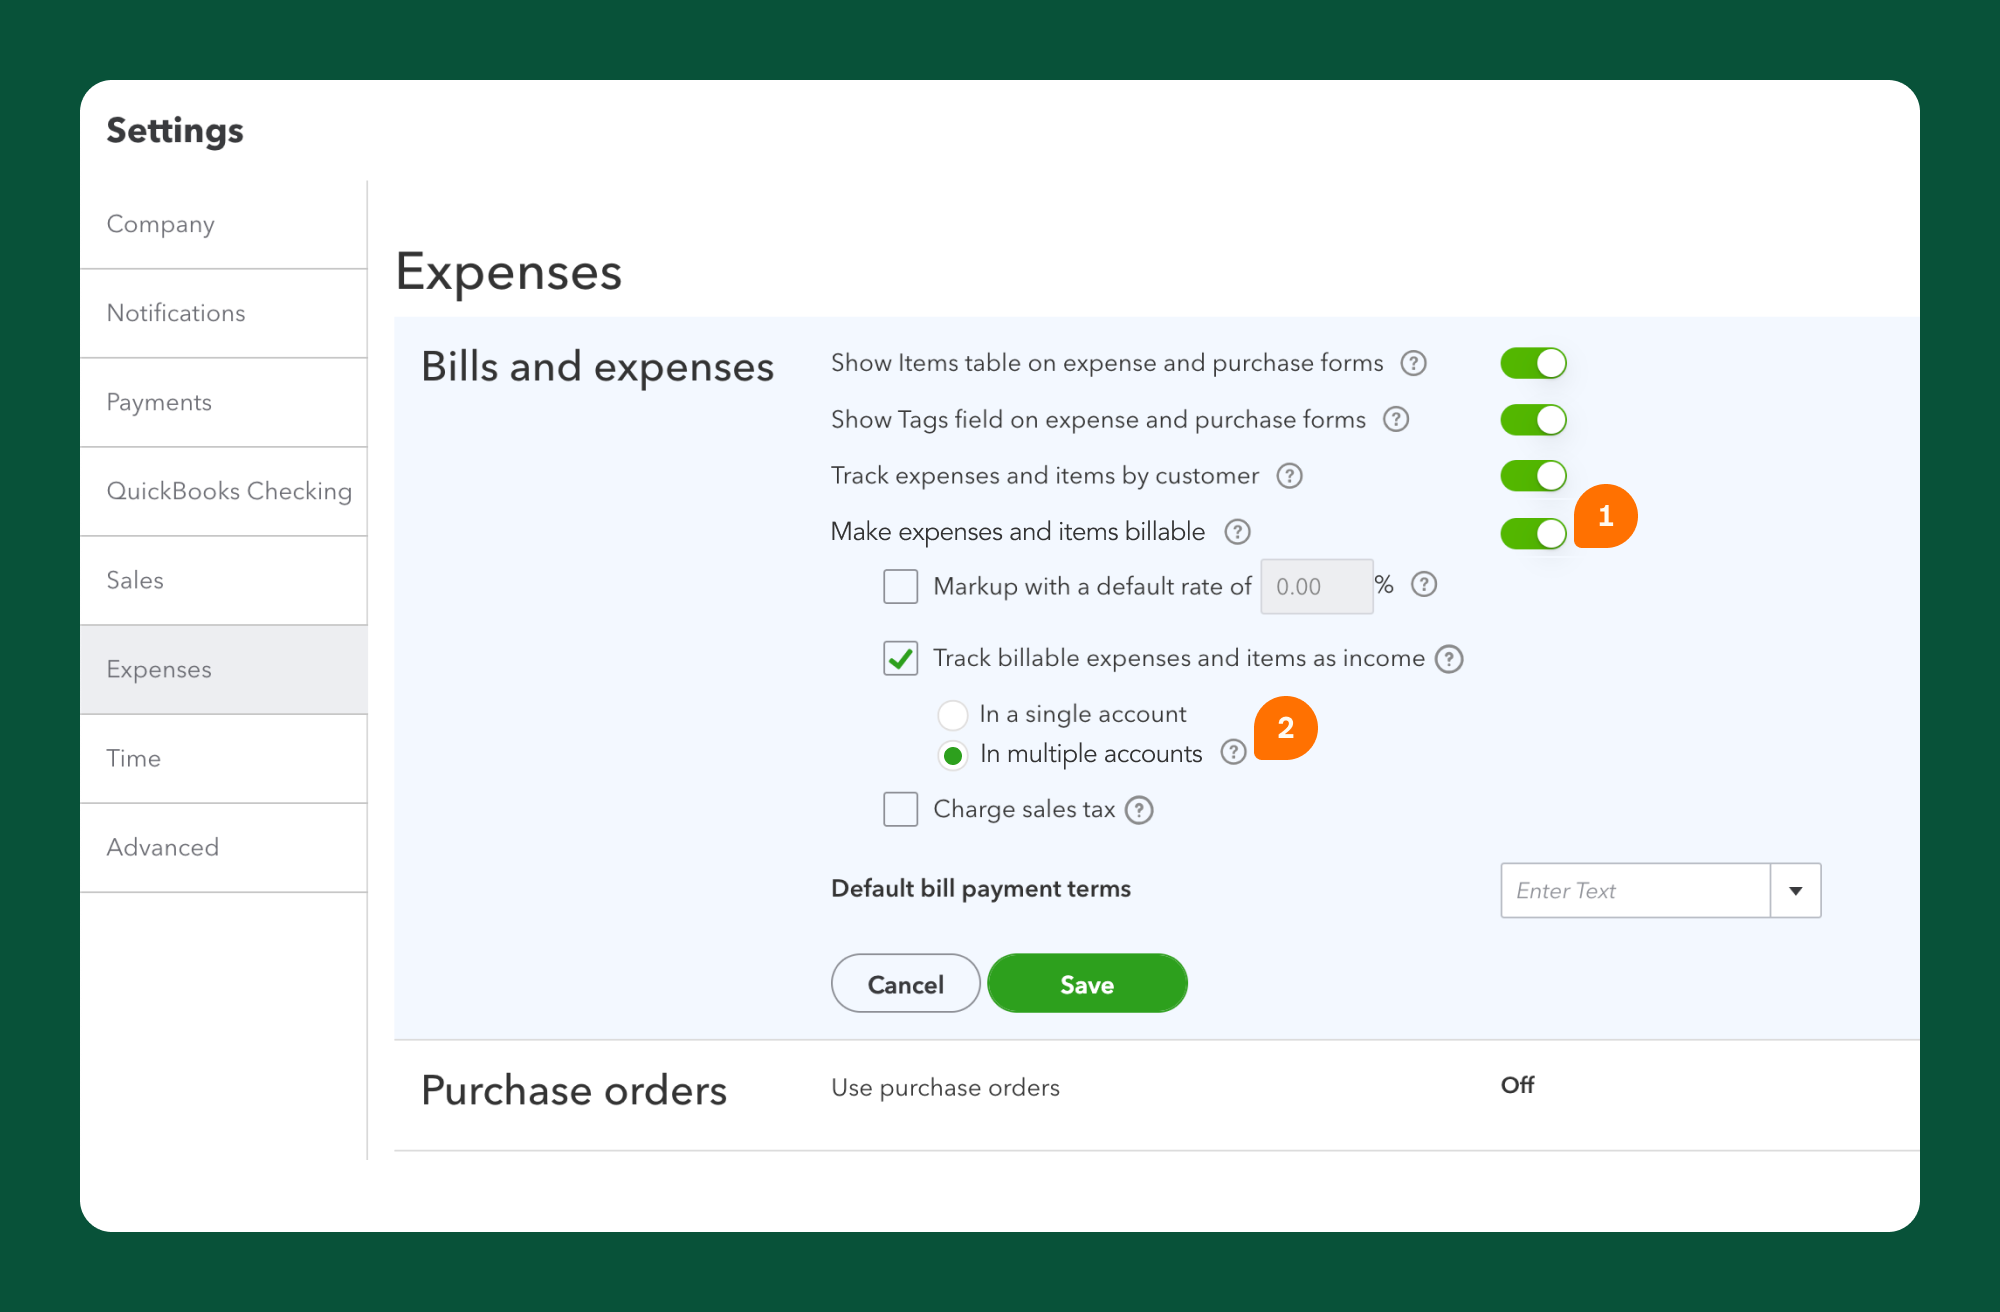 Settings
Company
Notifications
Payments
QuickBooks Checking
Sales
Expenses
Time
Advanced
Expenses
Bills and expenses
Show Items table on expense and purchase forms ?
Show Tags field on expense and purchase forms ?
Track expenses and items by customer ?
Make expenses and items billable ?
1
Markup with a default rate of 0.00 % ?
Track billable expenses and items as income ?
In a single account
In multiple accounts ?
2
Charge sales tax ?
Default bill payment terms
Enter Text
Cancel
Save
Purchase orders
Use purchase orders
Off